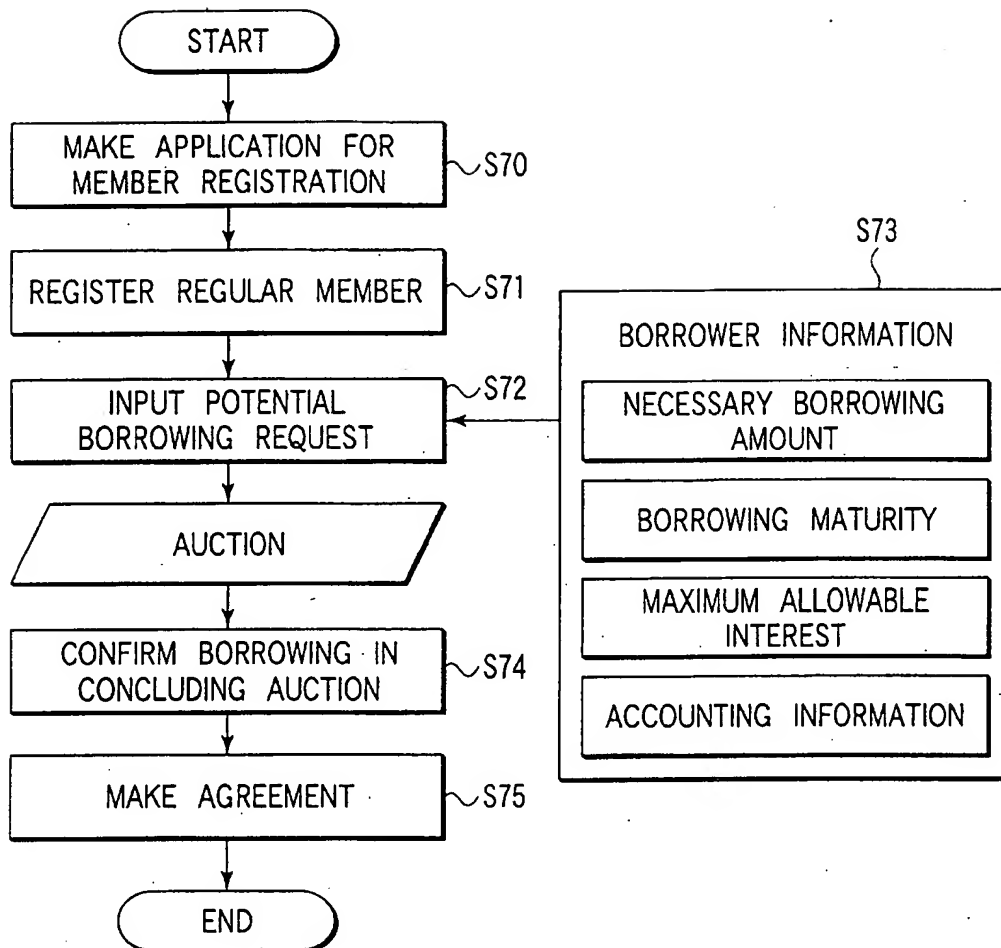 START
MAKE APPLICATION FOR
MEMBER REGISTRATION
S70
S73
REGISTER REGULAR MEMBER
S71
BORROWER INFORMATION
S72
INPUT POTENTIAL
BORROWING REQUEST
NECESSARY BORROWING
AMOUNT
AUCTION
BORROWING MATURITY
MAXIMUM ALLOWABLE
INTEREST
CONFIRM BORROWING IN
CONCLUDING AUCTION
S74
ACCOUNTING INFORMATION
MAKE AGREEMENT
S75
END